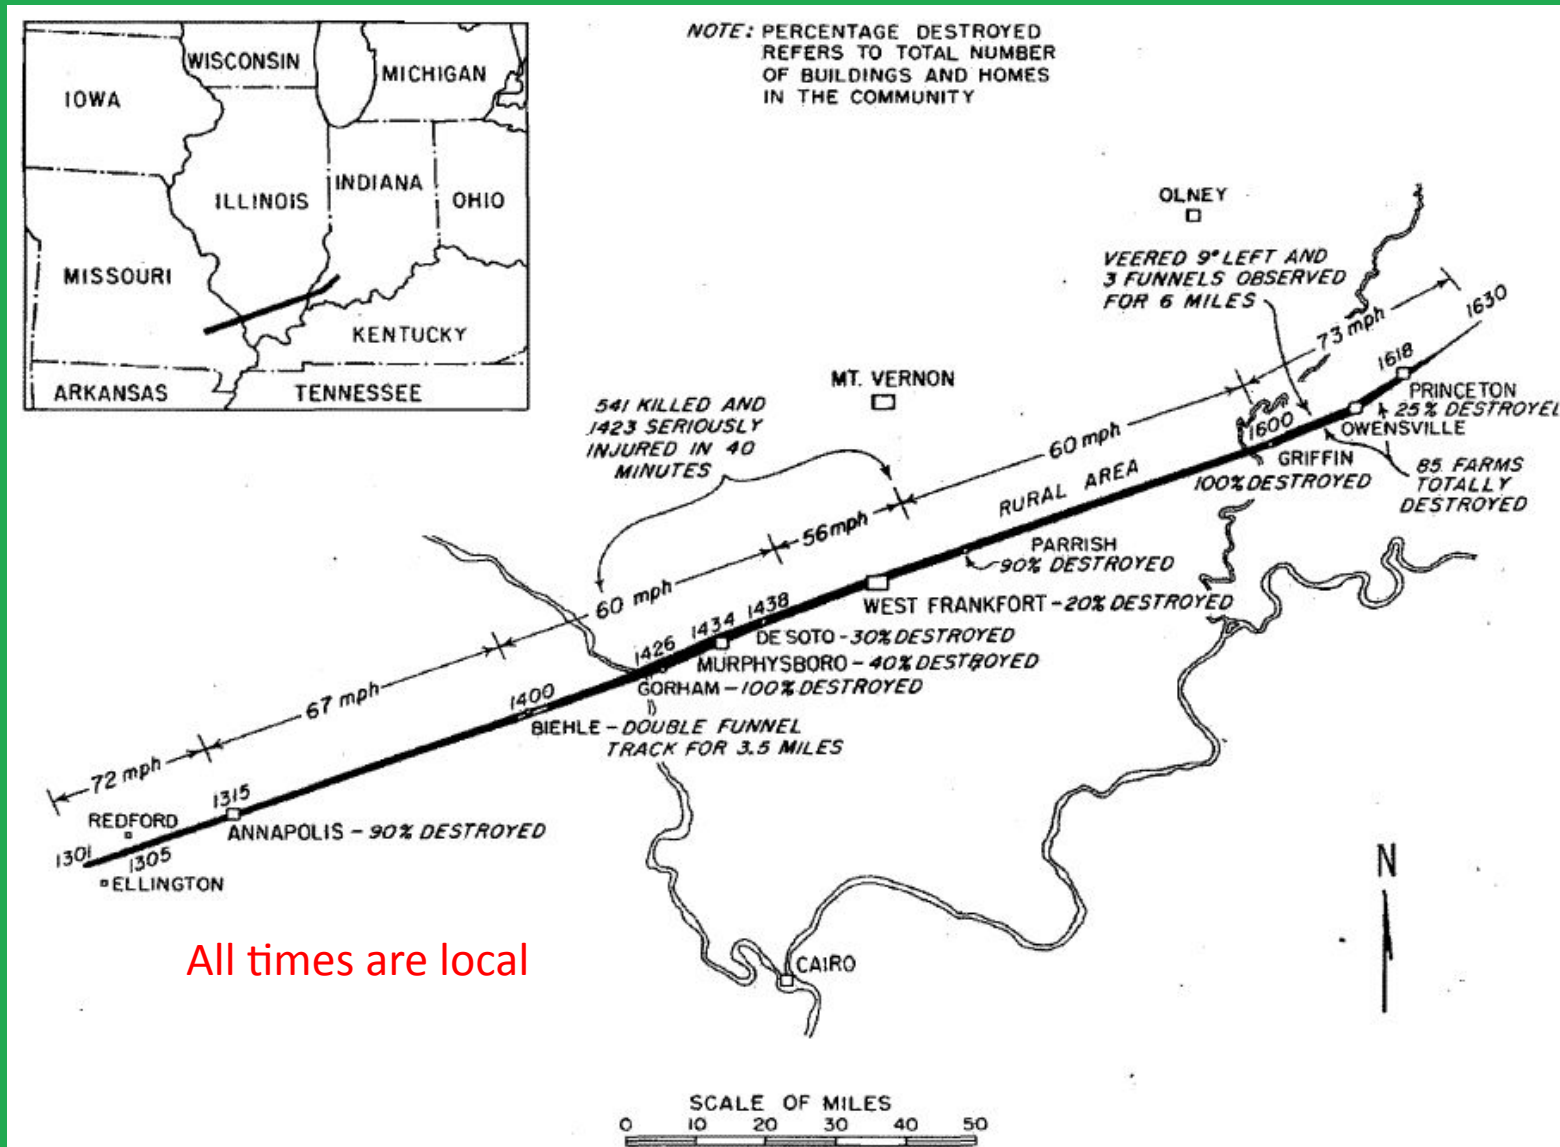 WISCONSIN
MICHIGAN
IOWA
INDIANA
ILLINOIS
OHIO
MISSOURI
KENTUCKY
ARKANSAS
TENNESSEE
NOTE: PERCENTAGE DESTROYED
REFERS TO TOTAL NUMBER
OF BUILDINGS AND HOMES
IN THE COMMUNITY
OLNEY
VEERED 9° LEFT AND
3 FUNNELS OBSERVED
FOR 6 MILES
73 mph
1630
1618
PRINCETON
25% DESTROYE
OWENSVILLE
1600
GRIFFIN
100% DESTROYED
85 FARMS
TOTALLY
DESTROYED
MT. VERNON
541 KILLED AND
1423 SERIOUSLY
INJURED IN 40
MINUTES
60 mph
RURAL AREA
56 mph
PARRISH
90% DESTROYED
WEST FRANKFORT - 20% DESTROYED
60 mph
1438
DE SOTO - 30% DESTROYED
1434
MURPHYSBORO - 40% DESTROYED
1426
GORHAM - 100% DESTROYED
67 mph
1400
BIEHLE - DOUBLE FUNNEL
TRACK FOR 3.5 MILES
72 mph
1315
REDFORD
ANNAPOLIS - 90% DESTROYED
1301
1305
ELLINGTON
N
All times are local
CAIRO
SCALE OF MILES
0 10 20 30 40 50